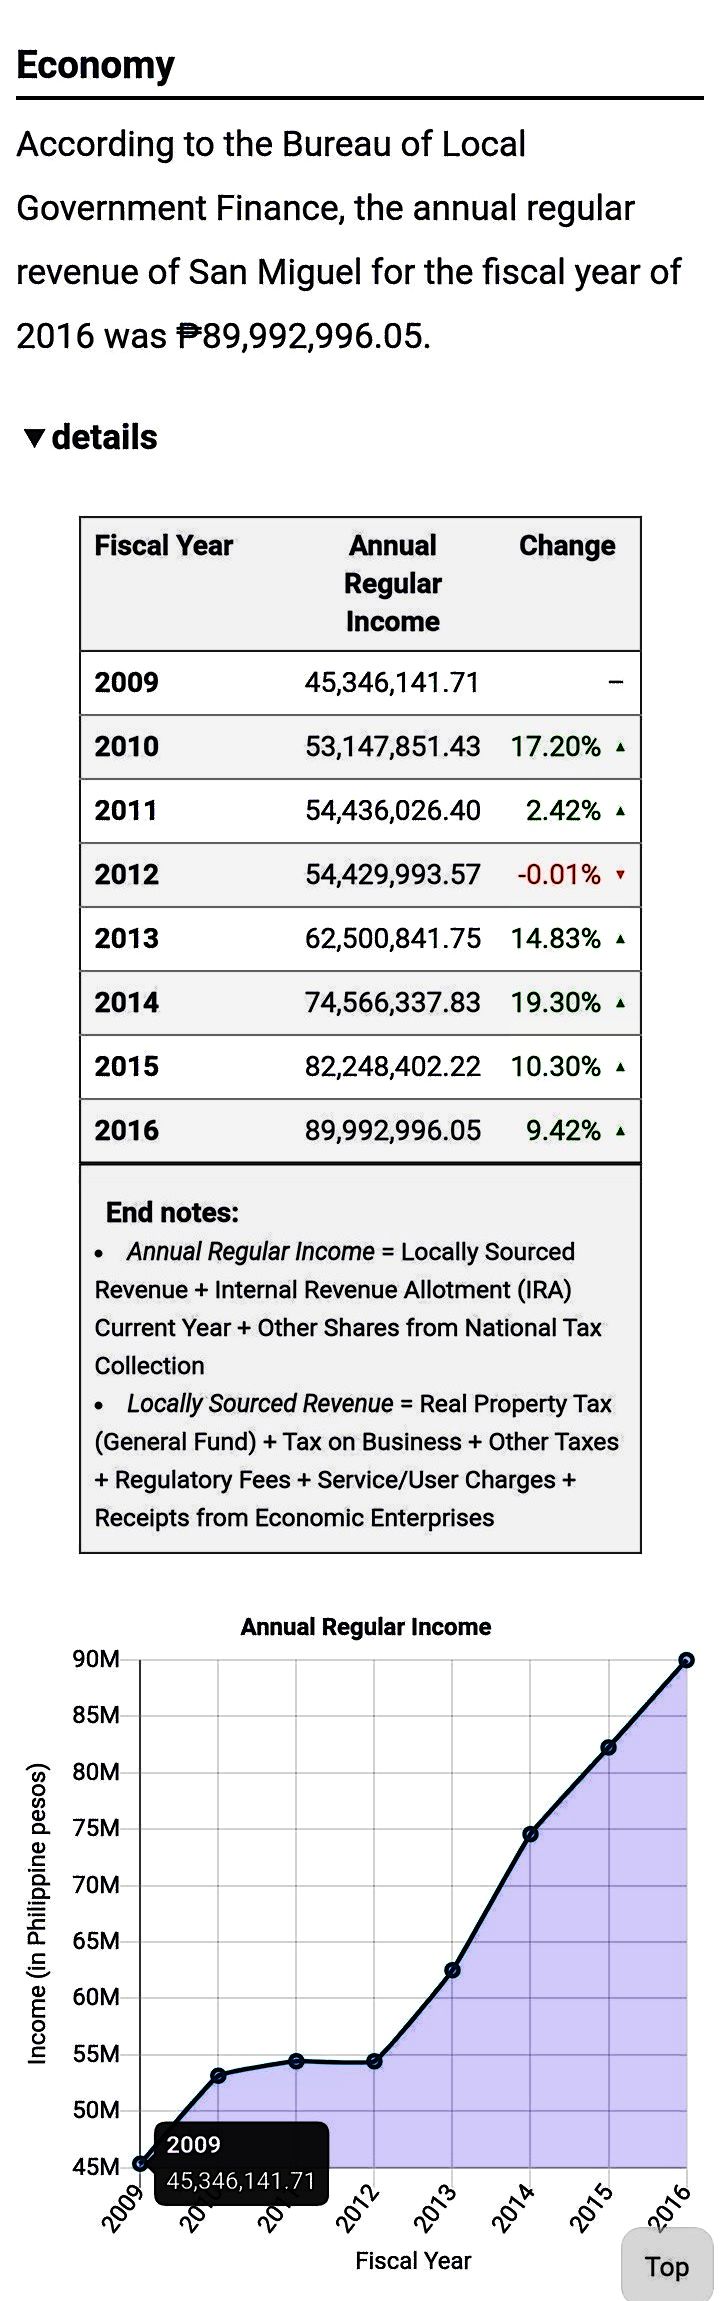 Economy
According to the Bureau of Local
Government Finance, the annual regular
revenue of San Miguel for the fiscal year of
2016 was ₱89,992,996.05.
▼ details
Fiscal Year Annual Regular Income Change
2009 45,346,141.71 –
2010 53,147,851.43 17.20% ▲
2011 54,436,026.40 2.42% ▲
2012 54,429,993.57 -0.01% ▼
2013 62,500,841.75 14.83% ▲
2014 74,566,337.83 19.30% ▲
2015 82,248,402.22 10.30% ▲
2016 89,992,996.05 9.42% ▲
End notes:
• Annual Regular Income = Locally Sourced
Revenue + Internal Revenue Allotment (IRA)
Current Year + Other Shares from National Tax
Collection
• Locally Sourced Revenue = Real Property Tax
(General Fund) + Tax on Business + Other Taxes
+ Regulatory Fees + Service/User Charges +
Receipts from Economic Enterprises
Annual Regular Income
Income (in Philippine pesos)
90M
85M
80M
75M
70M
65M
60M
55M
50M
45M
2009
45,346,141.71
2009 2012 2013 2014 2015 2016
Fiscal Year
Top